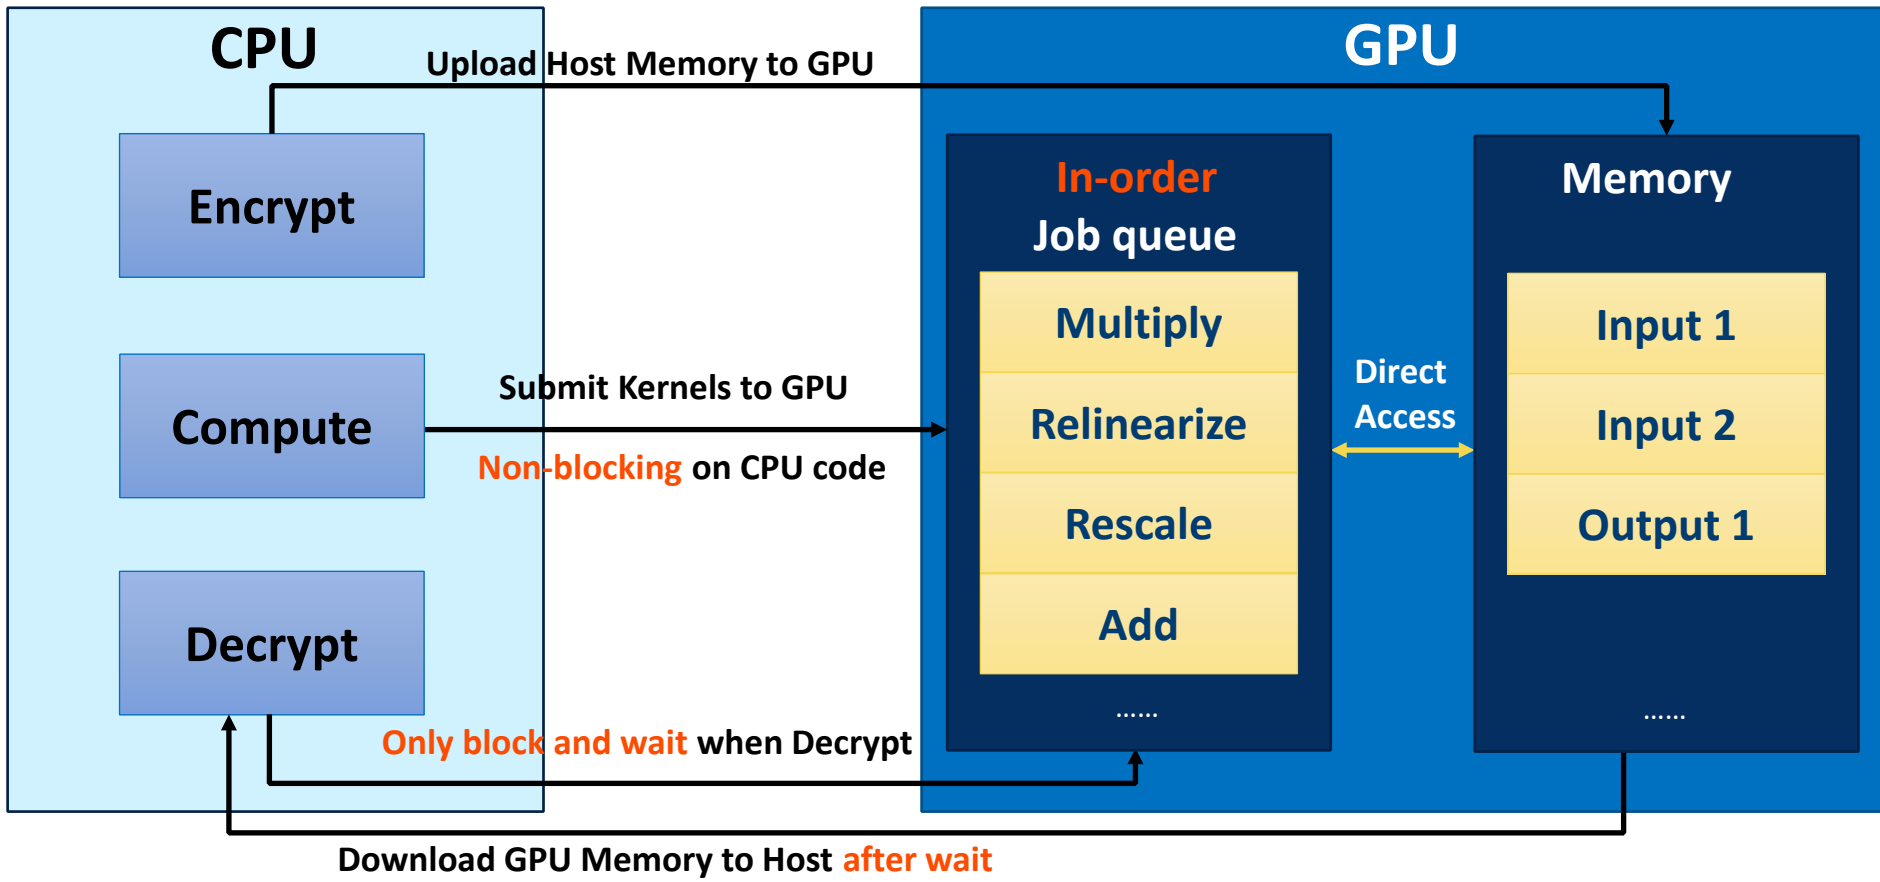 CPU
GPU
Upload Host Memory to GPU
Encrypt
Compute
Decrypt
Submit Kernels to GPU
Non-blocking on CPU code
Only block and wait when Decrypt
Download GPU Memory to Host after wait
In-order
Job queue
Multiply
Relinearize
Rescale
Add
......
Direct
Access
Memory
Input 1
Input 2
Output 1
......